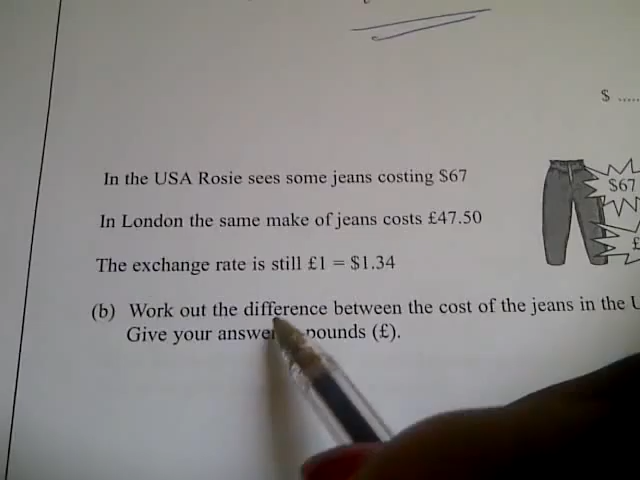 $ .....
In the USA Rosie sees some jeans costing $67
$67
In London the same make of jeans costs £47.50
£
The exchange rate is still £1 = $1.34
(b) Work out the difference between the cost of the jeans in the U
Give your answer pounds (£).